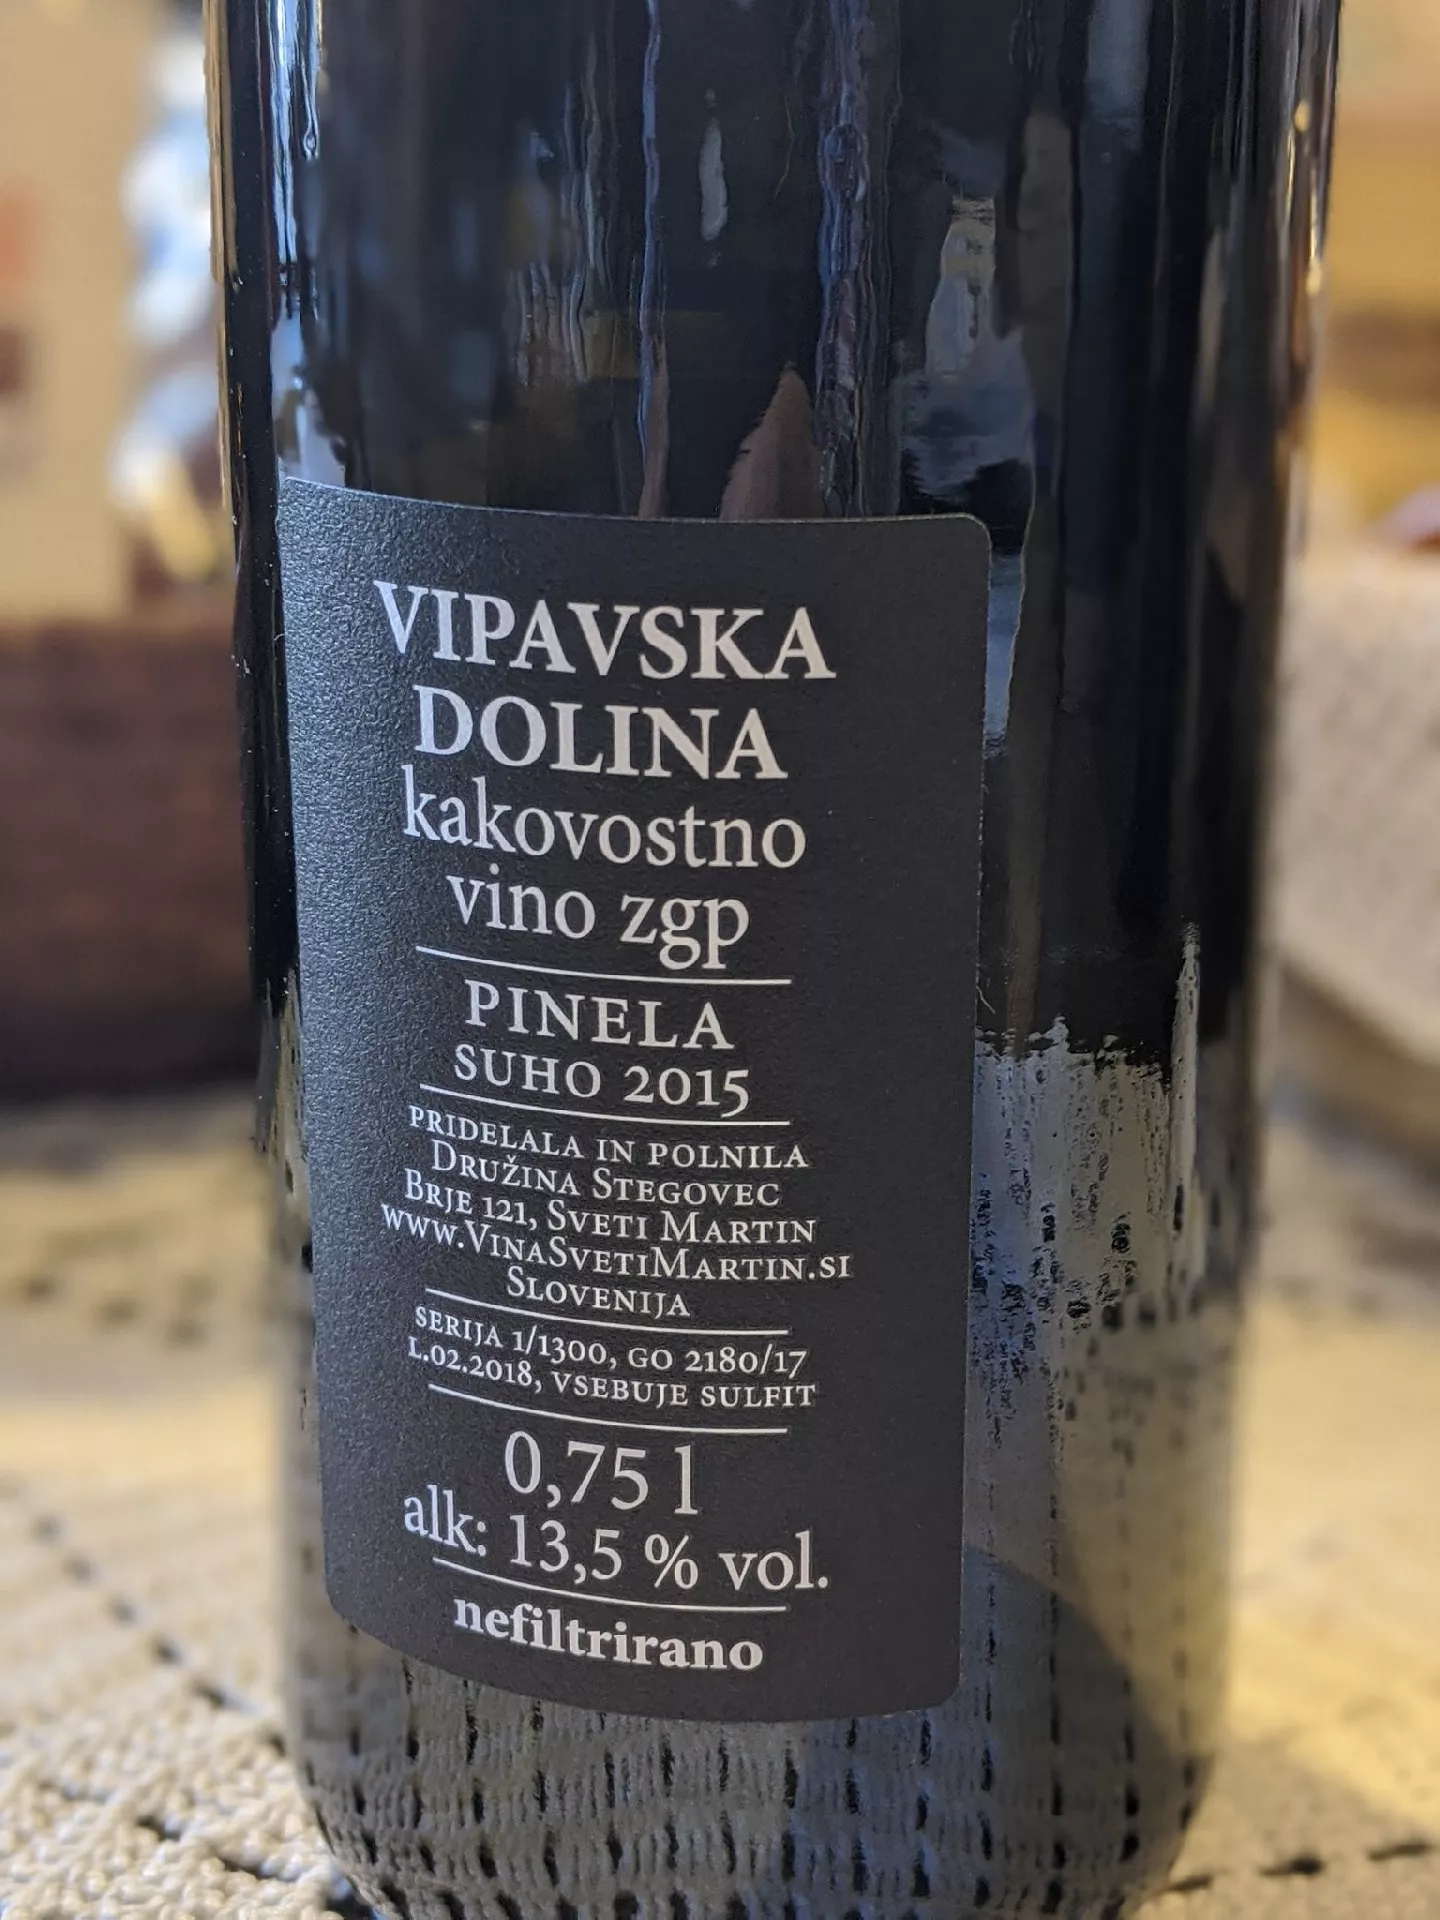 VIPAVSKA
DOLINA
kakovostno
vino zgp
PINELA
SUHO 2015
PRIDELALA IN POLNILA
DRUŽINA STEGOVEC
BRJE 121, SVETI MARTIN
WWW.VINASVETIMARTIN.SI
SLOVENIJA
SERIJA 1/1300, GO 2180/17
L.02.2018, VSEBUJE SULFIT
0,75 l
alk: 13,5 % vol.
nefiltrirano